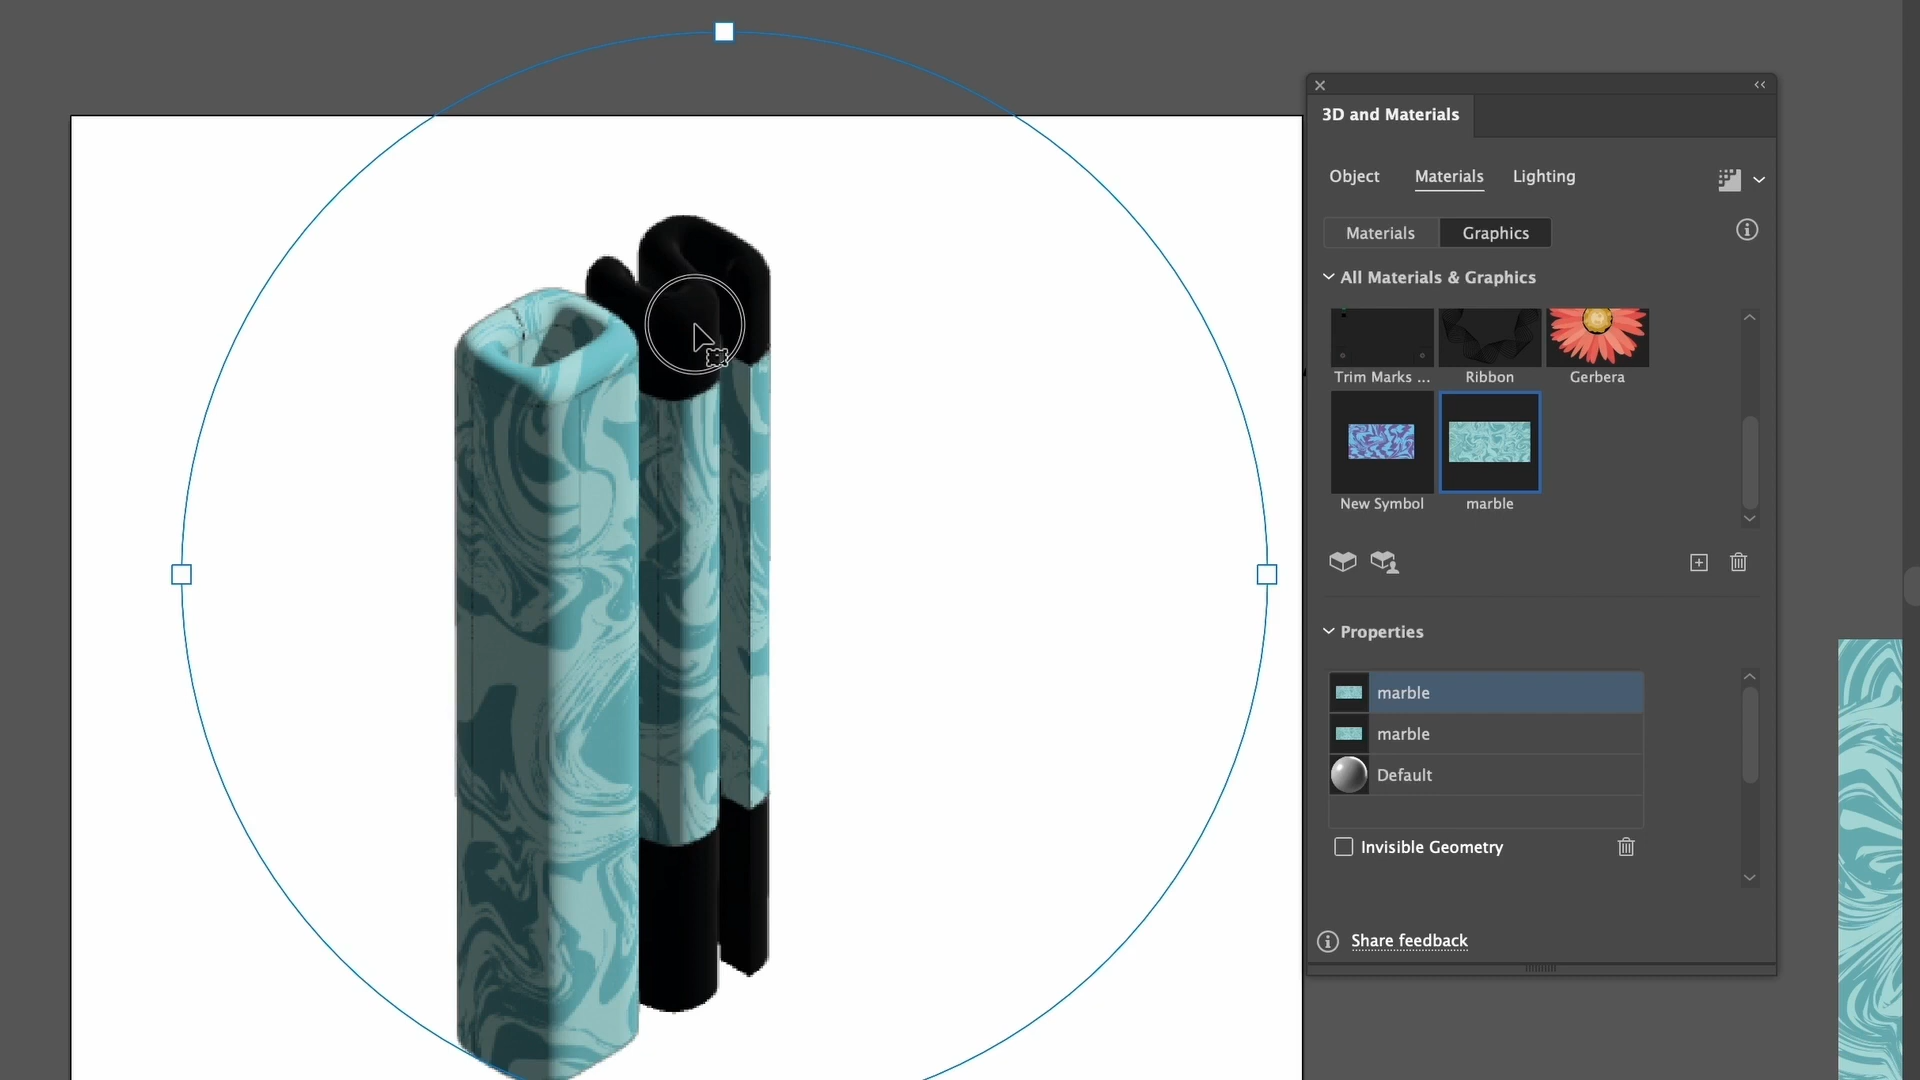 3D and Materials
Object Materials Lighting
Materials Graphics
All Materials & Graphics
Trim Marks ... Ribbon Gerbera
New Symbol marble
Properties
marble
marble
Default
Invisible Geometry
Share feedback